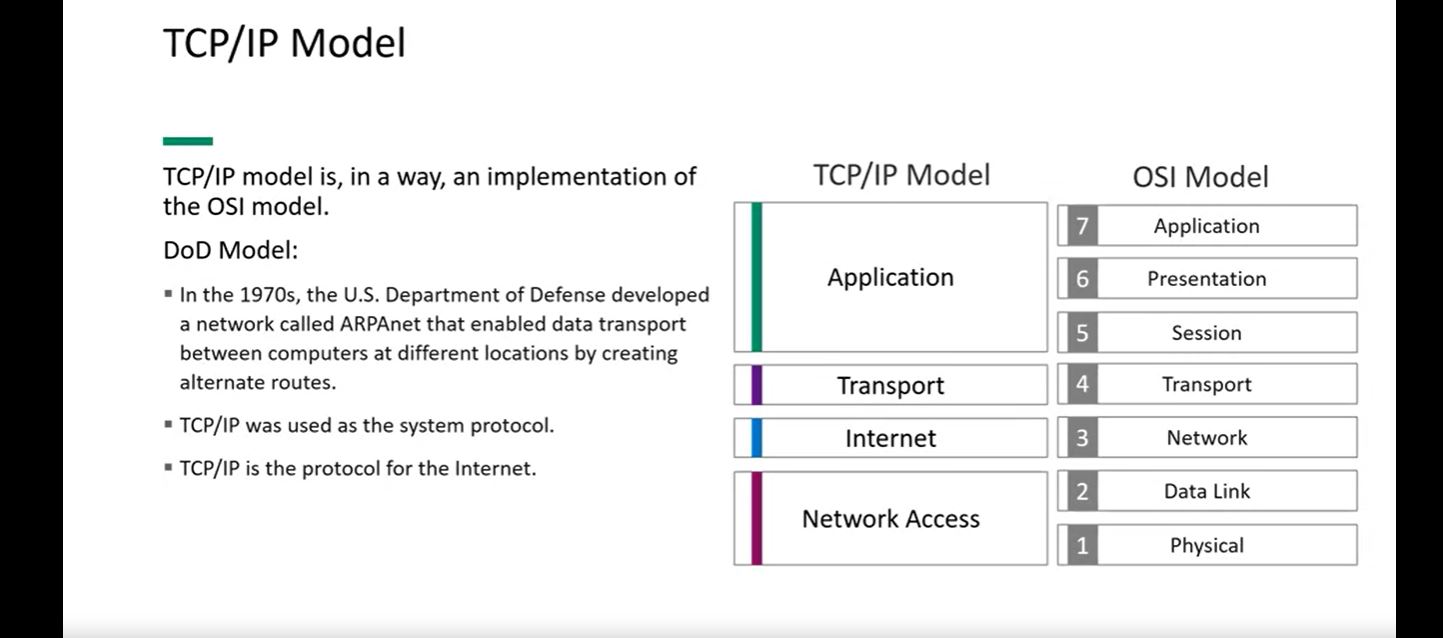 TCP/IP Model
TCP/IP model is, in a way, an implementation of
the OSI model.
DoD Model:
▪ In the 1970s, the U.S. Department of Defense developed
a network called ARPAnet that enabled data transport
between computers at different locations by creating
alternate routes.
▪ TCP/IP was used as the system protocol.
▪ TCP/IP is the protocol for the Internet.
TCP/IP Model
Application
Transport
Internet
Network Access
OSI Model
7 Application
6 Presentation
5 Session
4 Transport
3 Network
2 Data Link
1 Physical